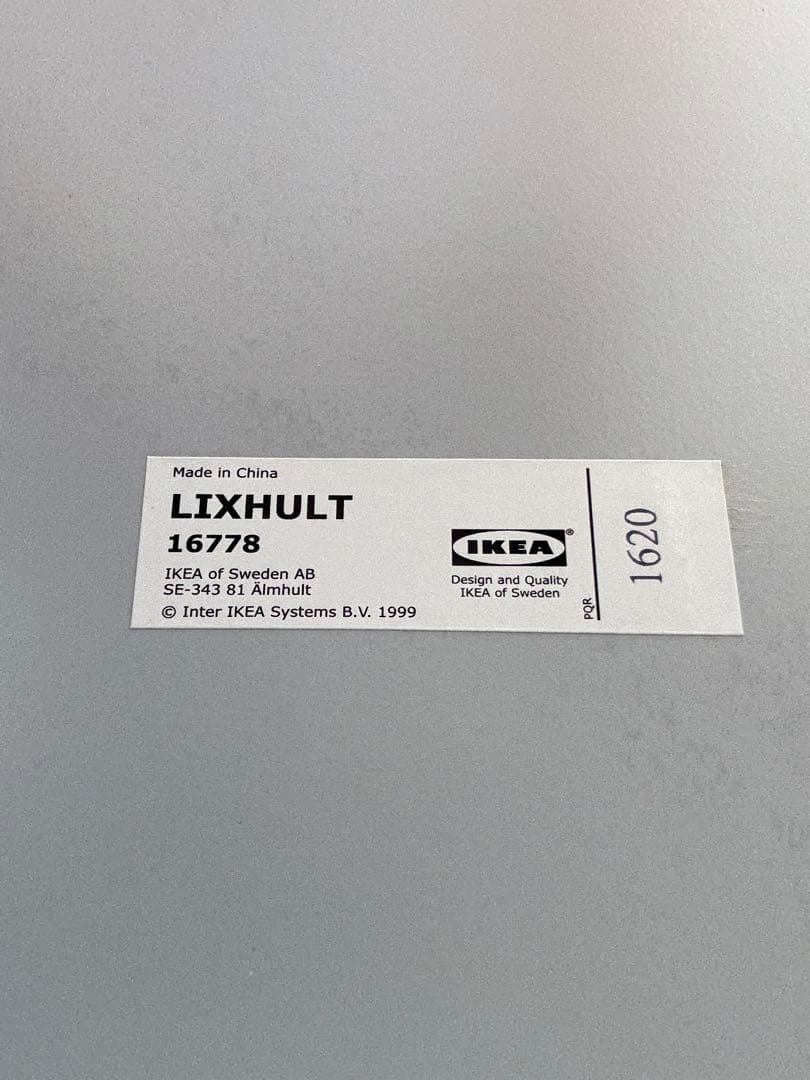 Made in China
LIXHULT
16778
IKEA of Sweden AB
SE-343 81 Älmhult
© Inter IKEA Systems B.V. 1999
IKEA®
Design and Quality
IKEA of Sweden
PQR
1620